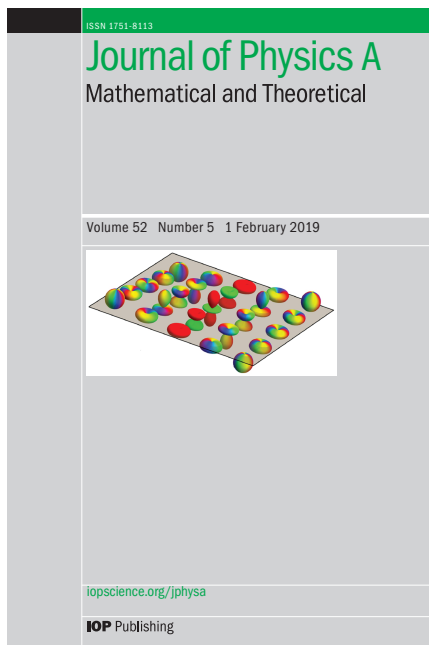 ISSN 1751-8113
Journal of Physics A
Mathematical and Theoretical
Volume 52 Number 5 1 February 2019
iopscience.org/jphysa
IOP Publishing